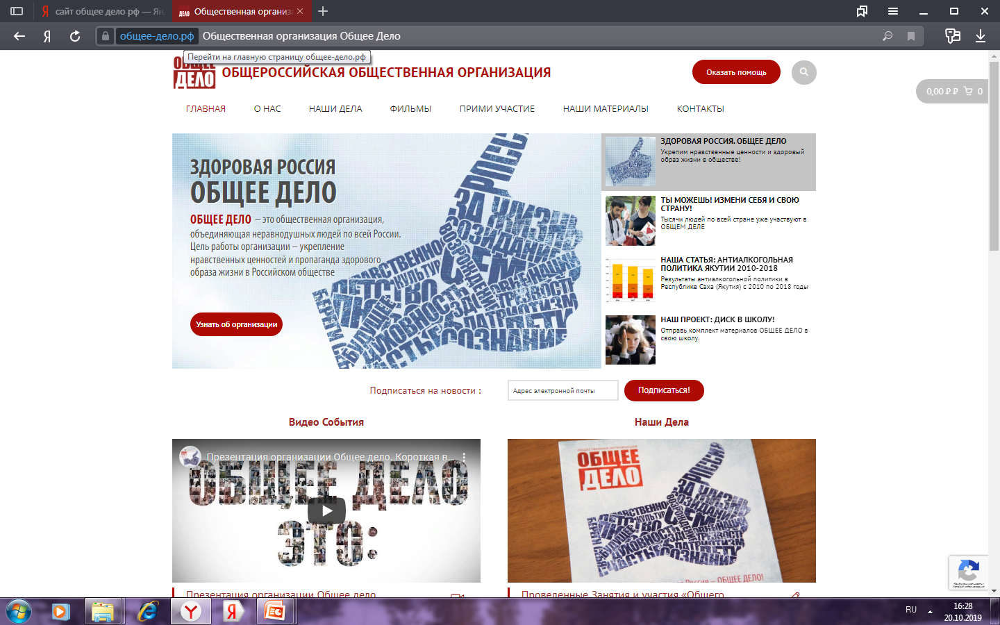 сайт общее дело рф — Ян
Общественная организа
общее-дело.рф
Общественная организация Общее Дело
Перейти на главную страницу общее-дело.рф
ОБЩЕЕ
ДЕЛО
ОБЩЕРОССИЙСКАЯ ОБЩЕСТВЕННАЯ ОРГАНИЗАЦИЯ
Оказать помощь
0,00 ₽ ₽ 0
ГЛАВНАЯ
О НАС
НАШИ ДЕЛА
ФИЛЬМЫ
ПРИМИ УЧАСТИЕ
НАШИ МАТЕРИАЛЫ
КОНТАКТЫ
ЗДОРОВАЯ РОССИЯ
ОБЩЕЕ ДЕЛО
ОБЩЕЕ ДЕЛО – это общественная организация,
объединяющая неравнодушных людей по всей России.
Цель работы организации – укрепление
нравственных ценностей и пропаганда здорового
образа жизни в Российском обществе
Узнать об организации
ЗДОРОВАЯ РОССИЯ. ОБЩЕЕ ДЕЛО
Укрепим нравственные ценности и здоровый
образ жизни в обществе!
ТЫ МОЖЕШЬ! ИЗМЕНИ СЕБЯ И СВОЮ
СТРАНУ!
Тысячи людей по всей стране уже участвуют в
ОБЩЕМ ДЕЛЕ
НАША СТАТЬЯ: АНТИАЛКОГОЛЬНАЯ
ПОЛИТИКА ЯКУТИИ 2010-2018
Результаты антиалкогольной политики в
Республике Саха (Якутия) с 2010 по 2018 годы
НАШ ПРОЕКТ: ДИСК В ШКОЛУ!
Отправь комплект материалов ОБЩЕЕ ДЕЛО в
свою школу.
Подписаться на новости :
Адрес электронной почты
Подписаться!
Видео События
Наши Дела
Презентация организации Общее дело. Короткая в...
ОБЩЕЕ ДЕЛО
ЭТО:
ОБЩЕЕ
ДЕЛО
Россия – ОБЩЕЕ ДЕЛО!
Презентация организации Общее дело
Проведенные Занятия и участия «Общего
RU
16:28
20.10.2019